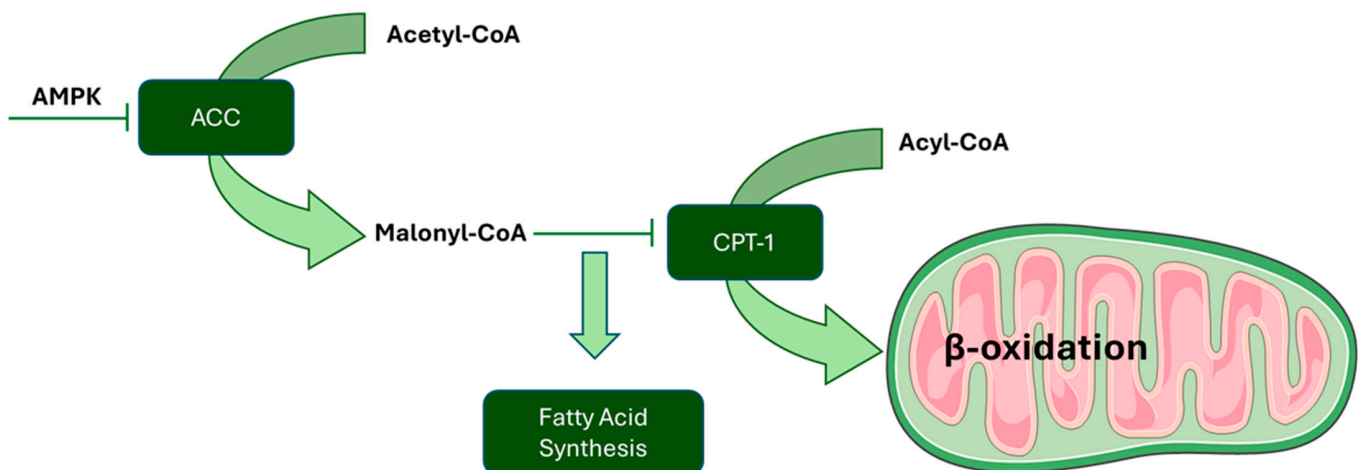 Acetyl-CoA
AMPK
ACC
Acyl-CoA
Malonyl-CoA
CPT-1
β-oxidation
Fatty Acid
Synthesis